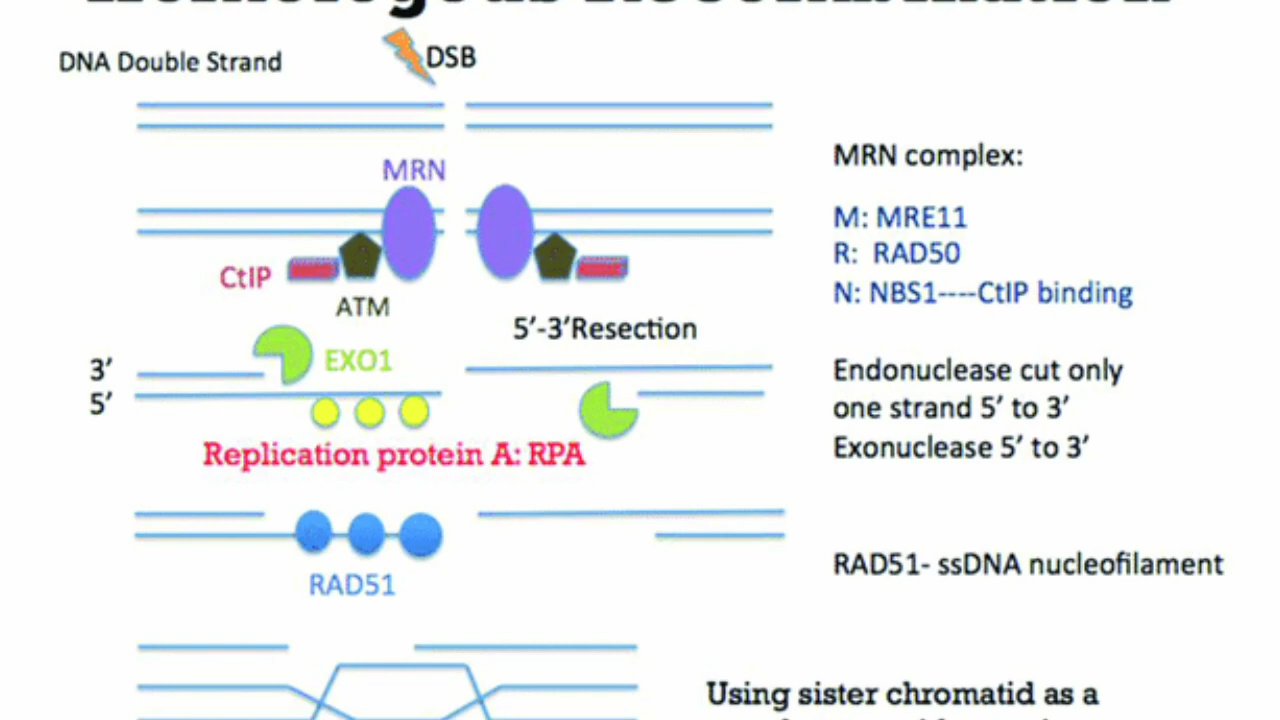 Homologous Recombination
DNA Double Strand
DSB
MRN
MRN complex:
M: MRE11
R: RAD50
N: NBS1----CtIP binding
CtIP
ATM
5’-3’Resection
EXO1
3’
5’
Endonuclease cut only
one strand 5’ to 3’
Exonuclease 5’ to 3’
Replication protein A: RPA
RAD51
RAD51- ssDNA nucleofilament
Using sister chromatid as a